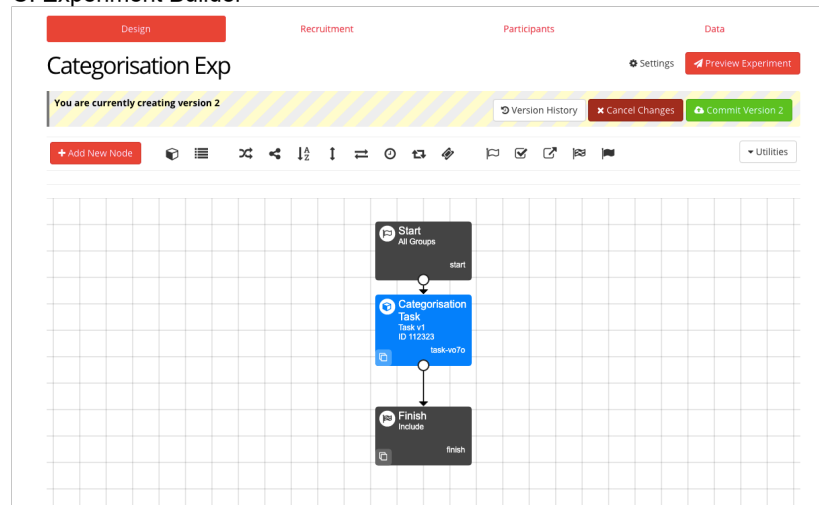 Design Recruitment Participants Data
Categorisation Exp
Settings Preview Experiment
You are currently creating version 2
Version History Cancel Changes Commit Version 2
Add New Node
Utilities
Start
All Groups
start
Categorisation
Task
Task v1
ID 112323
task-vo7o
Finish
Include
finish